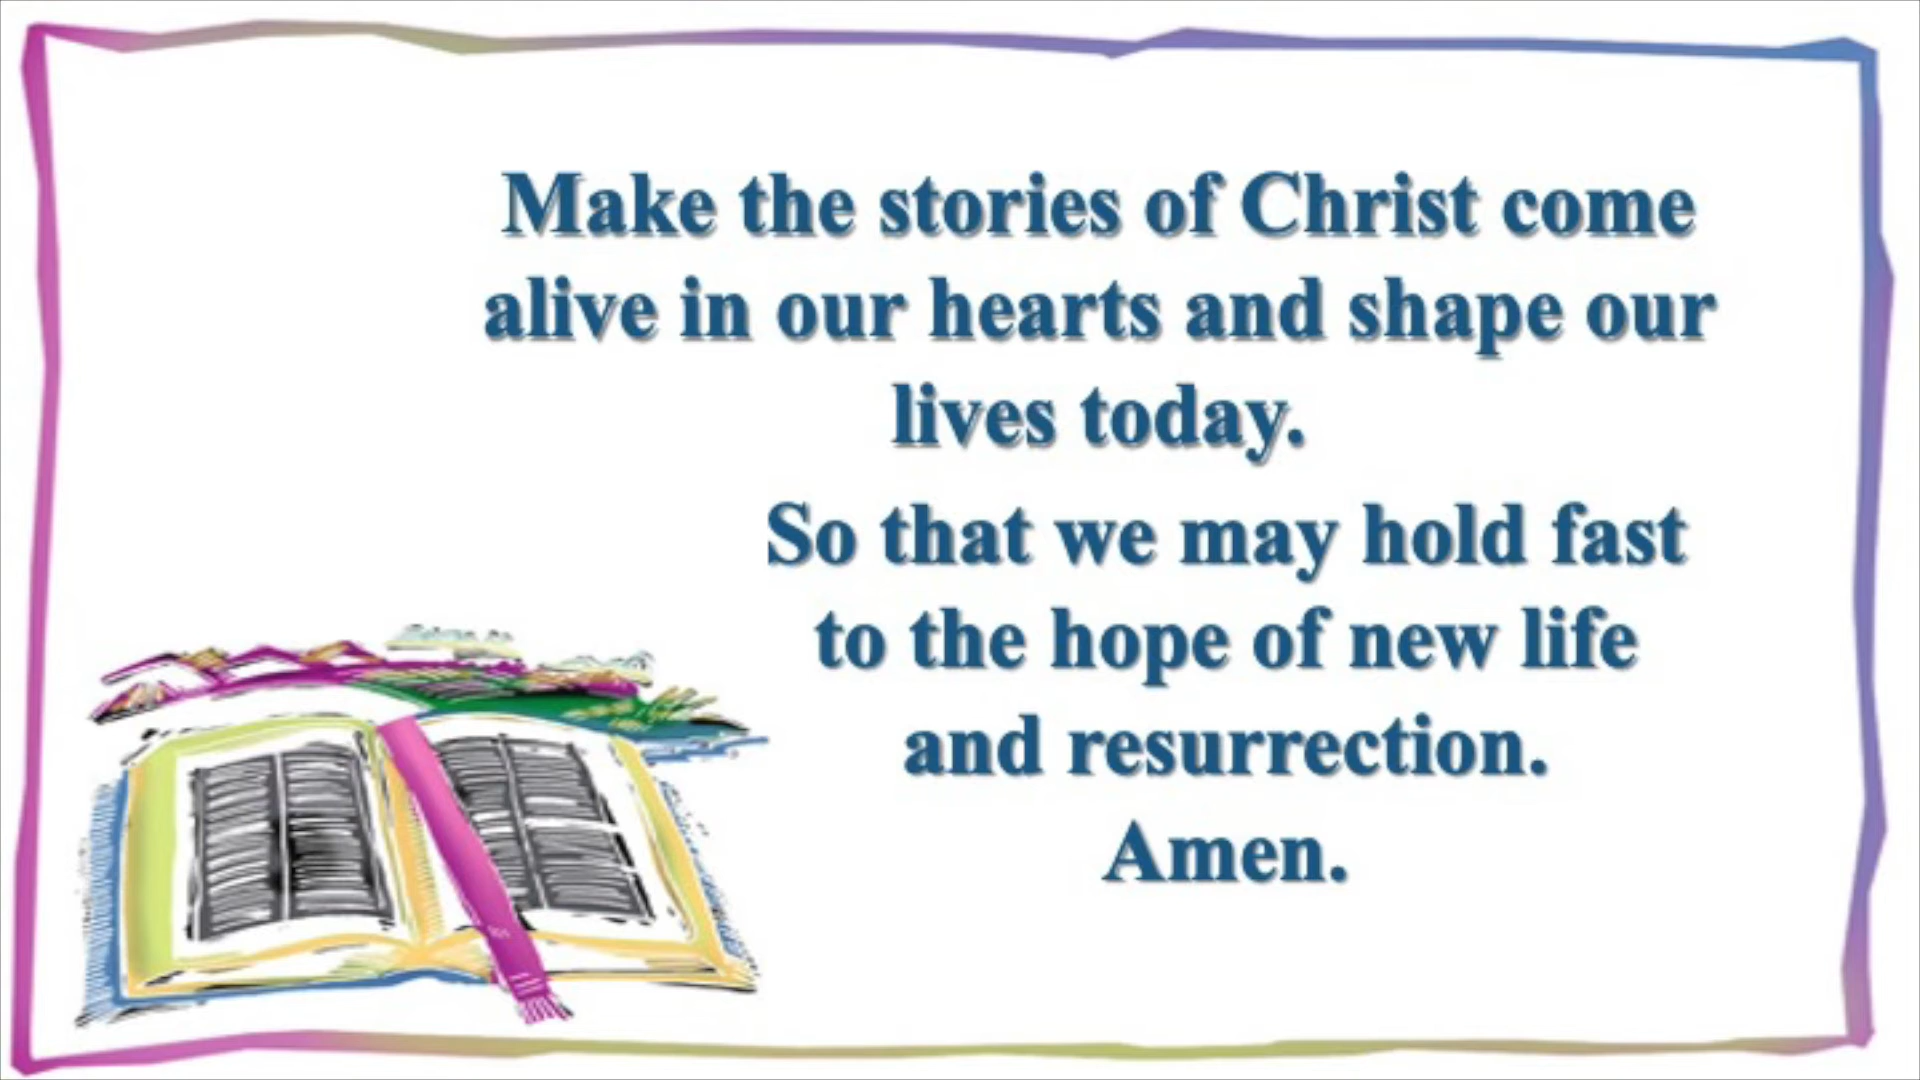 Make the stories of Christ come
alive in our hearts and shape our
lives today.
So that we may hold fast
to the hope of new life
and resurrection.
Amen.